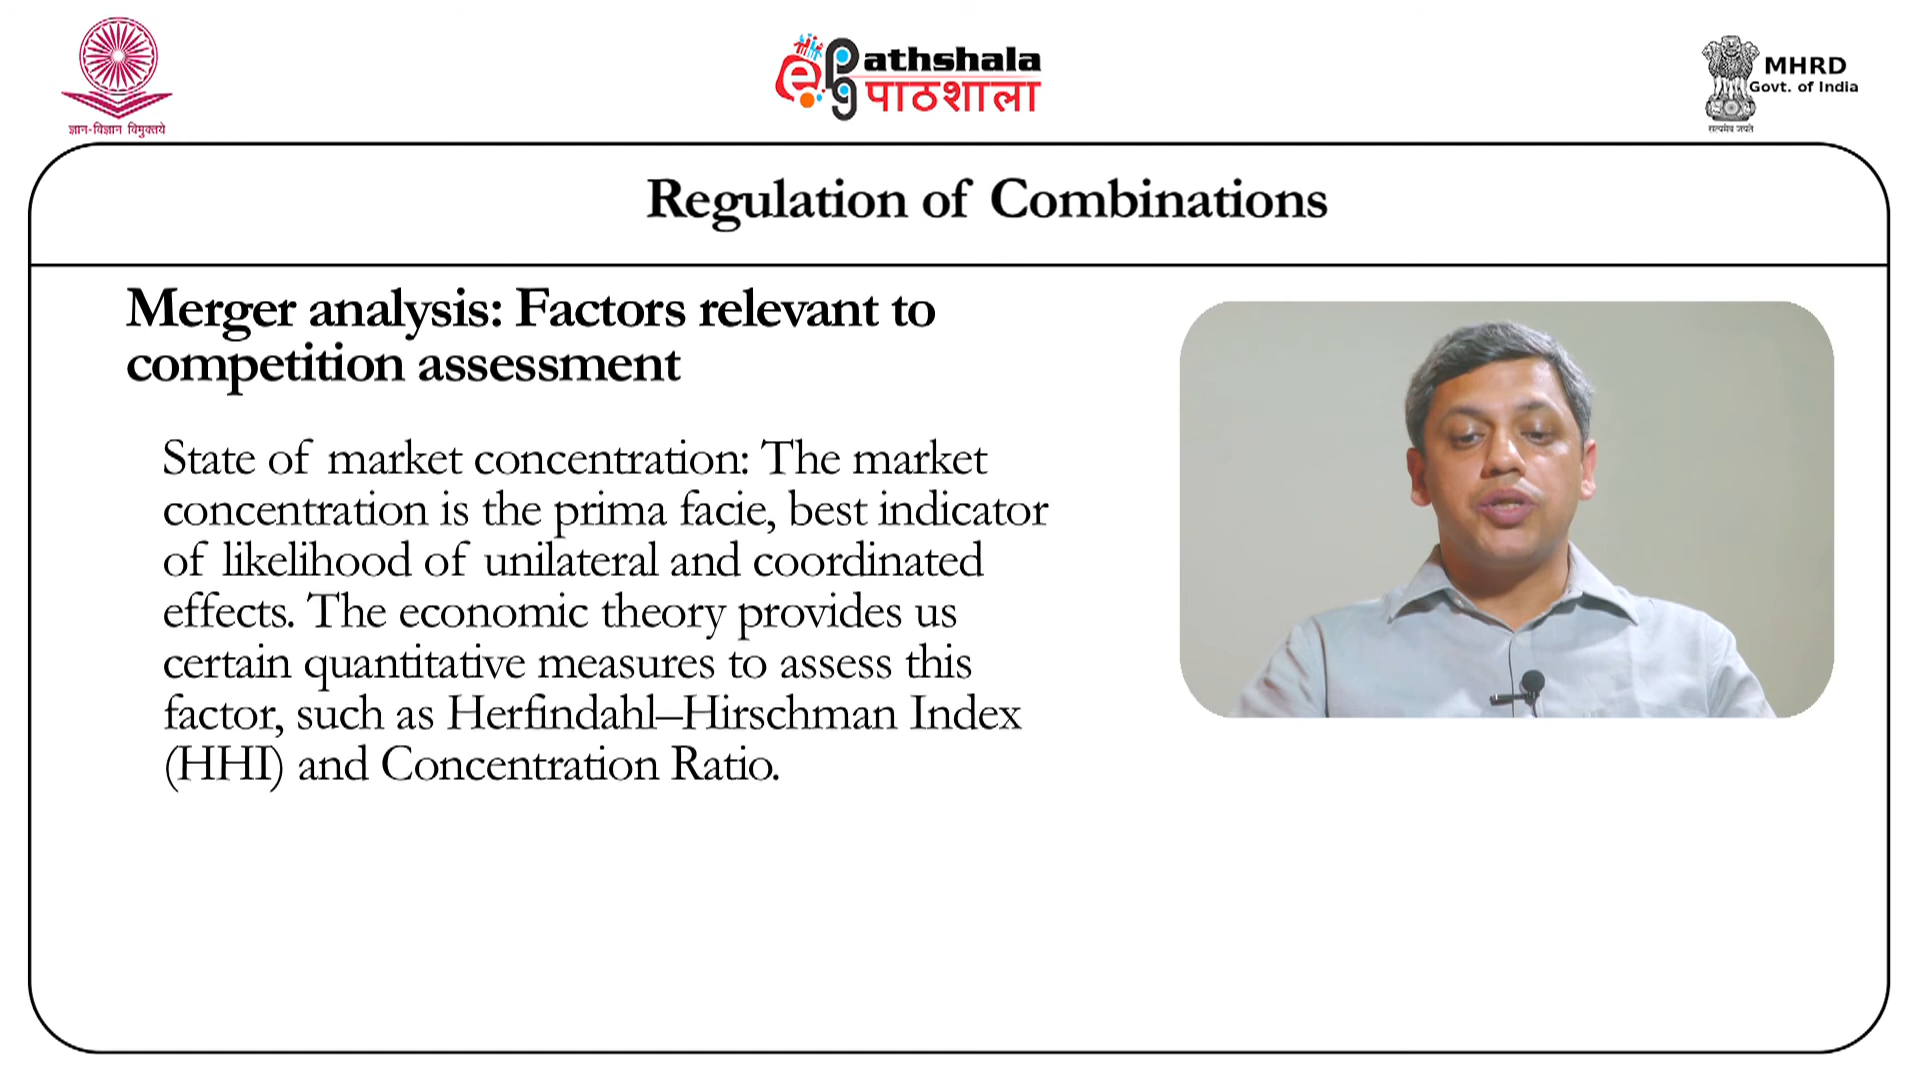 ज्ञान-विज्ञान विमुक्तये
ePG athshala
पाठशाला
MHRD
Govt. of India
सत्यमेव जयते
Regulation of Combinations
Merger analysis: Factors relevant to
competition assessment
State of market concentration: The market
concentration is the prima facie, best indicator
of likelihood of unilateral and coordinated
effects. The economic theory provides us
certain quantitative measures to assess this
factor, such as Herfindahl–Hirschman Index
(HHI) and Concentration Ratio.